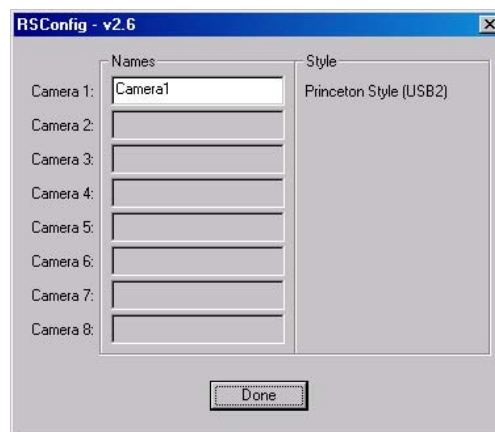 RSConfig - v2.6
Names
Style
Camera 1: Camera1 Princeton Style (USB2)
Camera 2:
Camera 3:
Camera 4:
Camera 5:
Camera 6:
Camera 7:
Camera 8:
Done